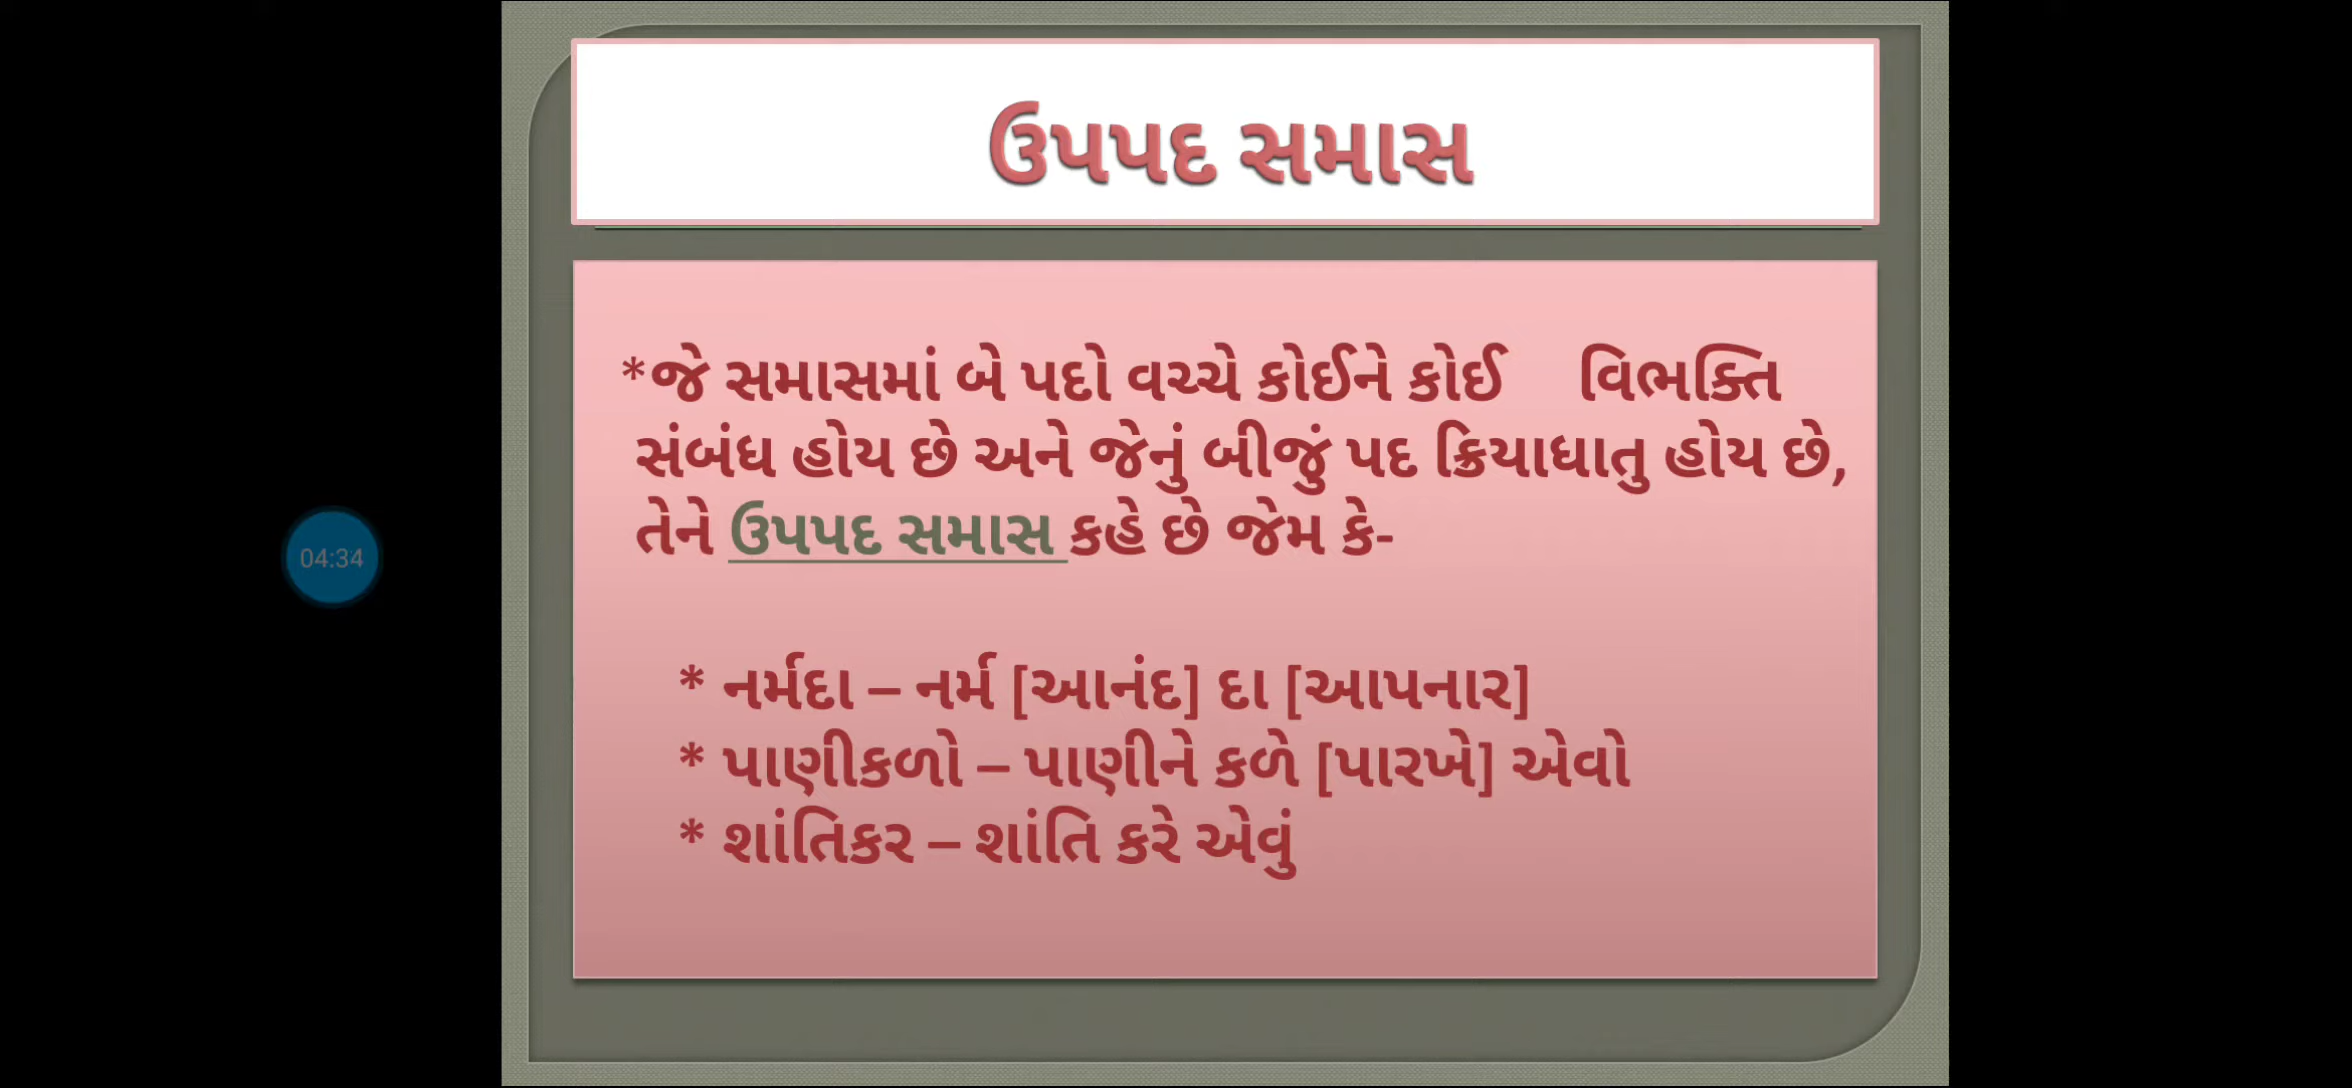 ઉપપદ સમાસ
*જે સમાસમાં બે પદો વચ્ચે કોઈને કોઈ વિભક્તિ
સંબંધ હોય છે અને જેનું બીજું પદ ક્રિયાધાતુ હોય છે,
તેને ઉપપદ સમાસ કહે છે જેમ કે-
04:34
* નર્મદા – નર્મ [આનંદ] દા [આપનાર]
* પાણીકળો – પાણીને કળે [પારખે] એવો
* શાંતિકર – શાંતિ કરે એવું